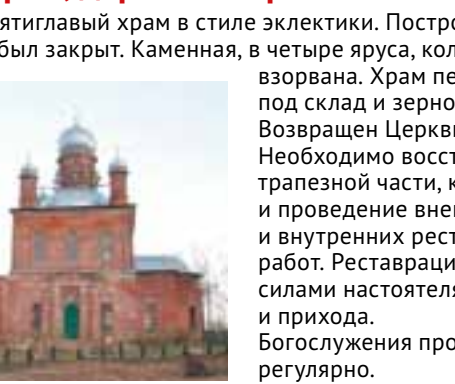 ятиглавый храм в стиле эклектики. Постро
был закрыт. Каменная, в четыре яруса, кол
взорвана. Храм пе
под склад и зерно
Возвращен Церкви
Необходимо восст
трапезной части, к
и проведение вне
и внутренних рест
работ. Реставраци
силами настоятеля
и прихода.
Богослужения про
регулярно.